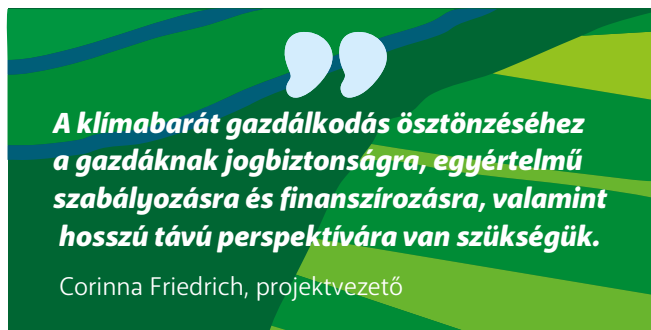 A klímabarát gazdálkodás ösztönzéséhez
a gazdáknak jogbiztonságra, egyértelmű
szabályozásra és finanszírozásra, valamint
hosszú távú perspektívára van szükségük.
Corinna Friedrich, projektvezető